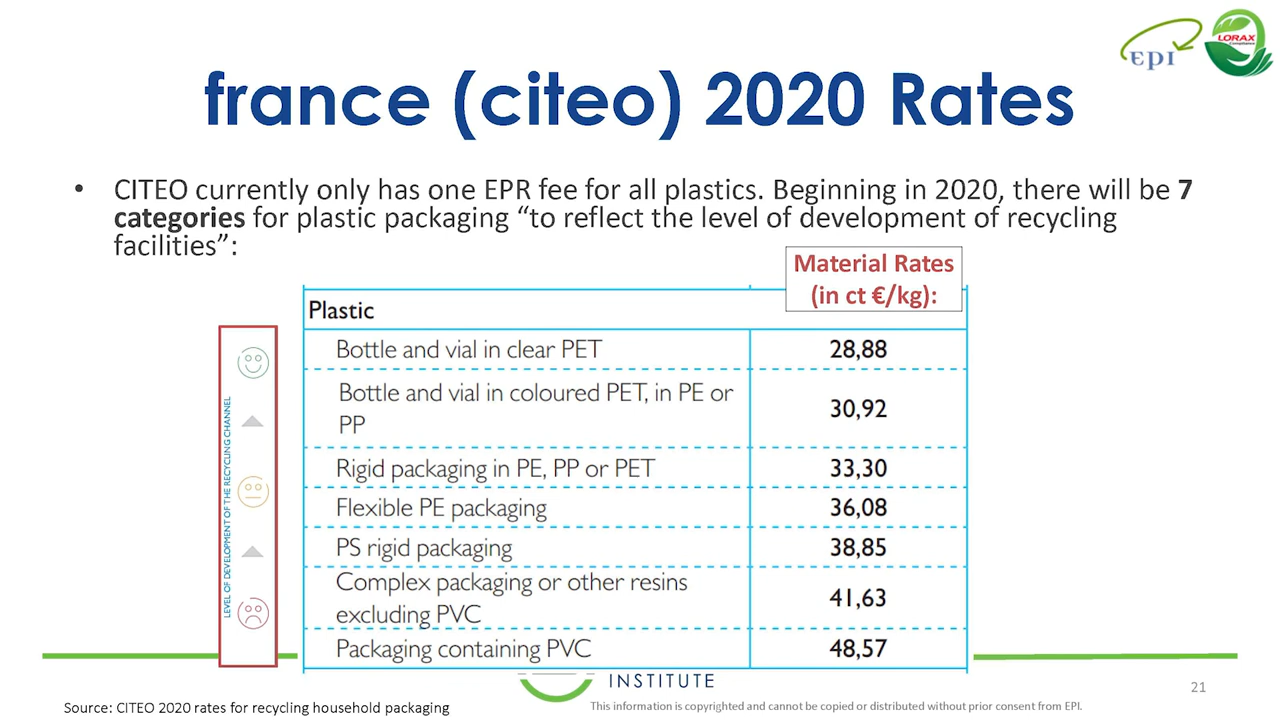 EPI
LORAX
Compliance
france (citeo) 2020 Rates
• CITEO currently only has one EPR fee for all plastics. Beginning in 2020, there will be 7
categories for plastic packaging “to reflect the level of development of recycling
facilities”:
Material Rates
(in ct €/kg):
Plastic
Bottle and vial in clear PET 28,88
Bottle and vial in coloured PET, in PE or
PP 30,92
Rigid packaging in PE, PP or PET 33,30
Flexible PE packaging 36,08
PS rigid packaging 38,85
Complex packaging or other resins
excluding PVC 41,63
Packaging containing PVC 48,57
LEVEL OF DEVELOPMENT OF THE RECYCLING CHANNEL
INSTITUTE
21
Source: CITEO 2020 rates for recycling household packaging
This information is copyrighted and cannot be copied or distributed without prior consent from EPI.